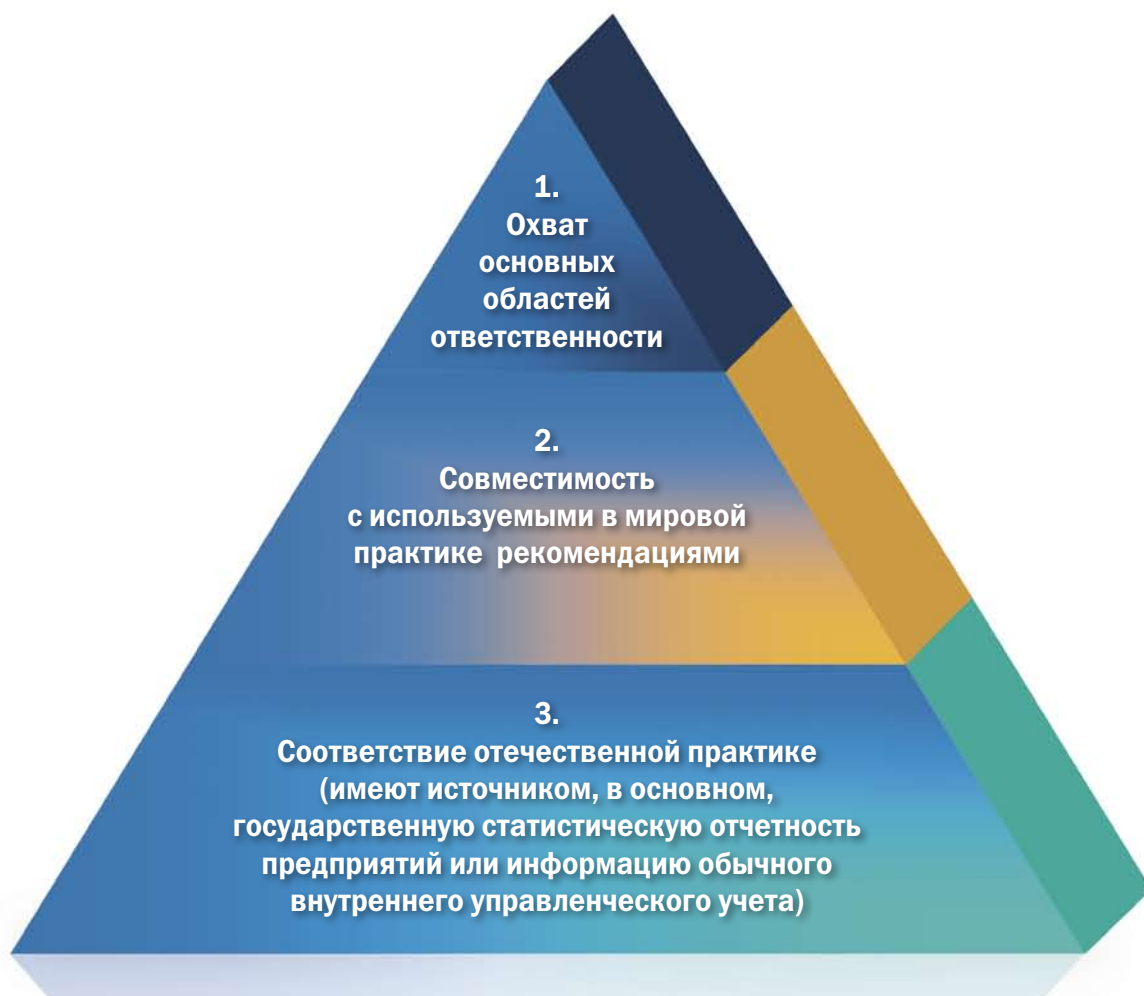 1.
Охват
основных
областей
ответственности
2.
Совместимость
с используемыми в мировой
практике рекомендациями
3.
Соответствие отечественной практике
(имеют источником, в основном,
государственную статистическую отчетность
предприятий или информацию обычного
внутреннего управленческого учета)